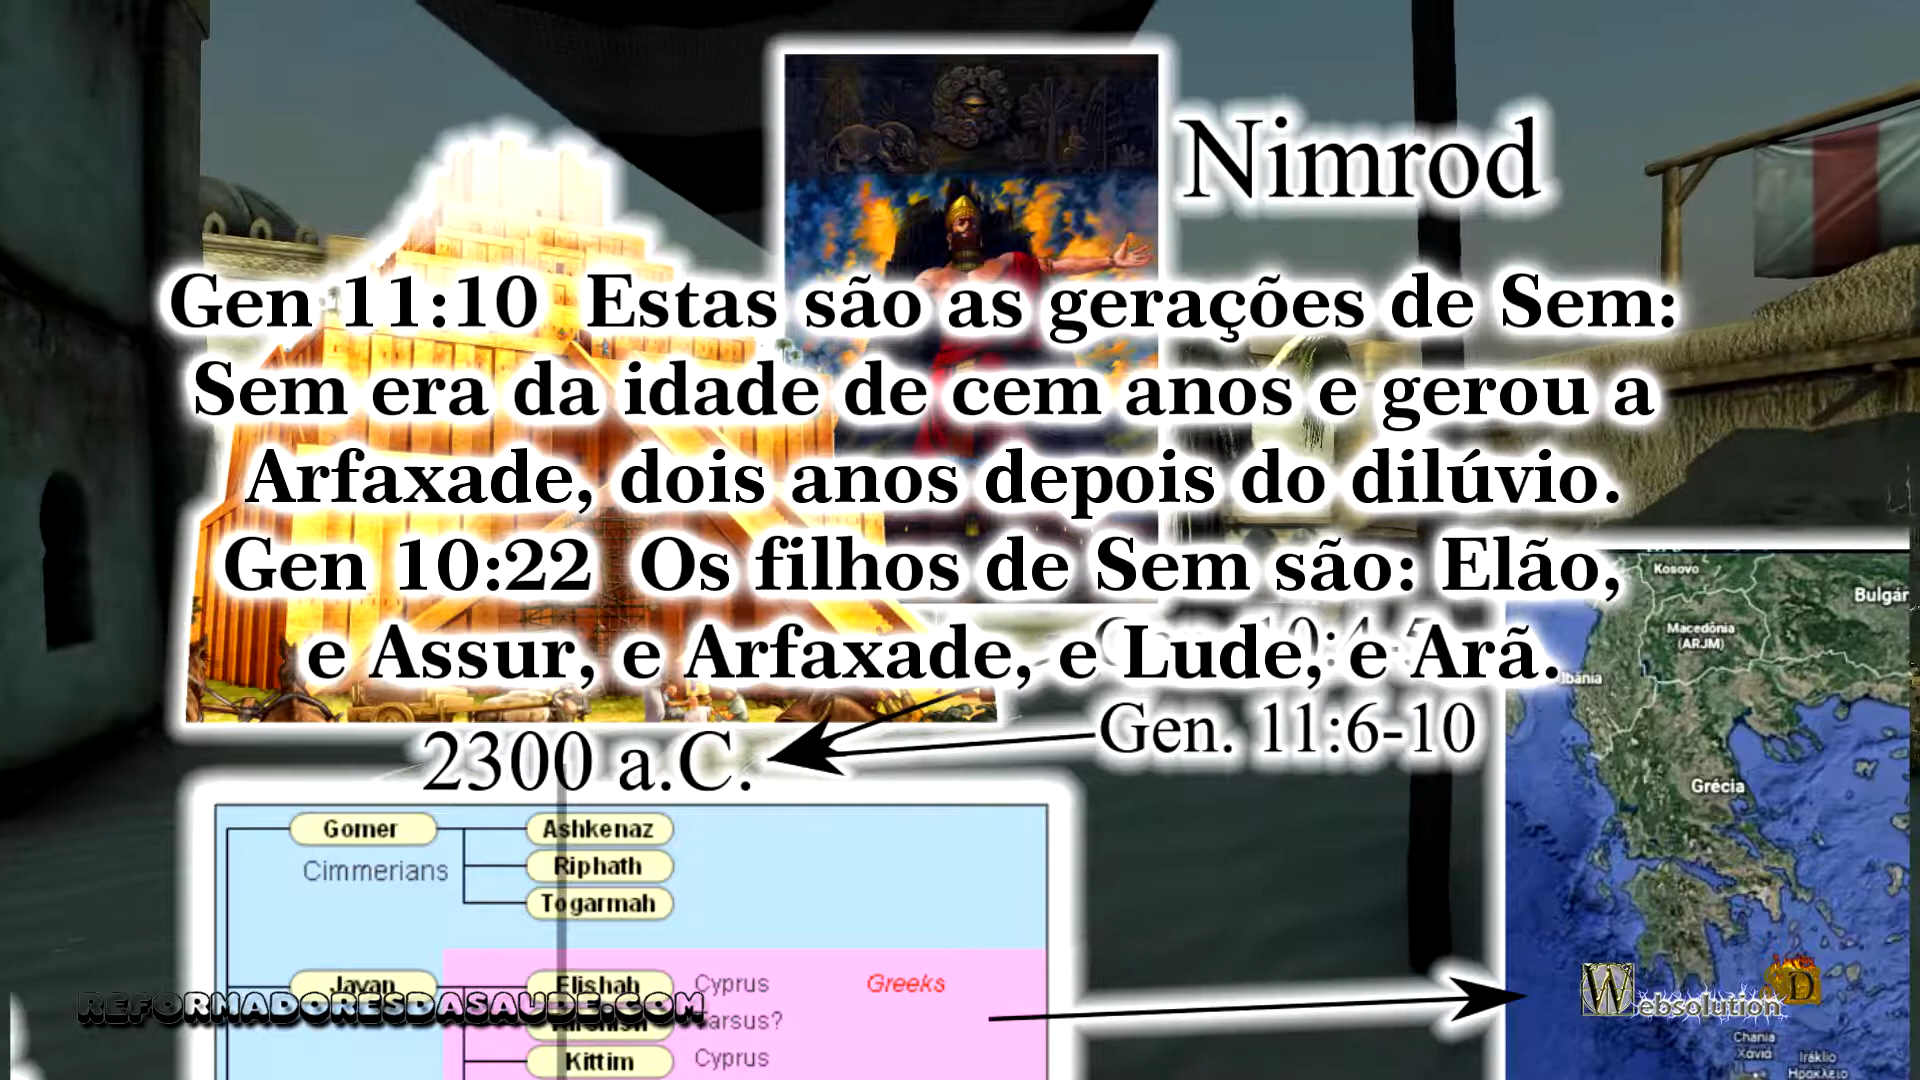 Nimrod
Gen 11:10 Estas são as gerações de Sem:
Sem era da idade de cem anos e gerou a
Arfaxade, dois anos depois do dilúvio.
Gen 10:22 Os filhos de Sem são: Elão,
e Assur, e Arfaxade, e Lude, e Arã.
Gen. 11:6-10
2300 a.C.
Gomer
Cimmerians
Ashkenaz
Riphath
Togarmah
Javan
Elishah
Cyprus
Greeks
Kittim
Cyprus
REFORMADORESDASAUDE.COM
Kosovo
Bulgár
Macedônia
(ARJM)
Grécia
Websolution
D
Chania
Χανιά
Iraklio
Ηράκλειο